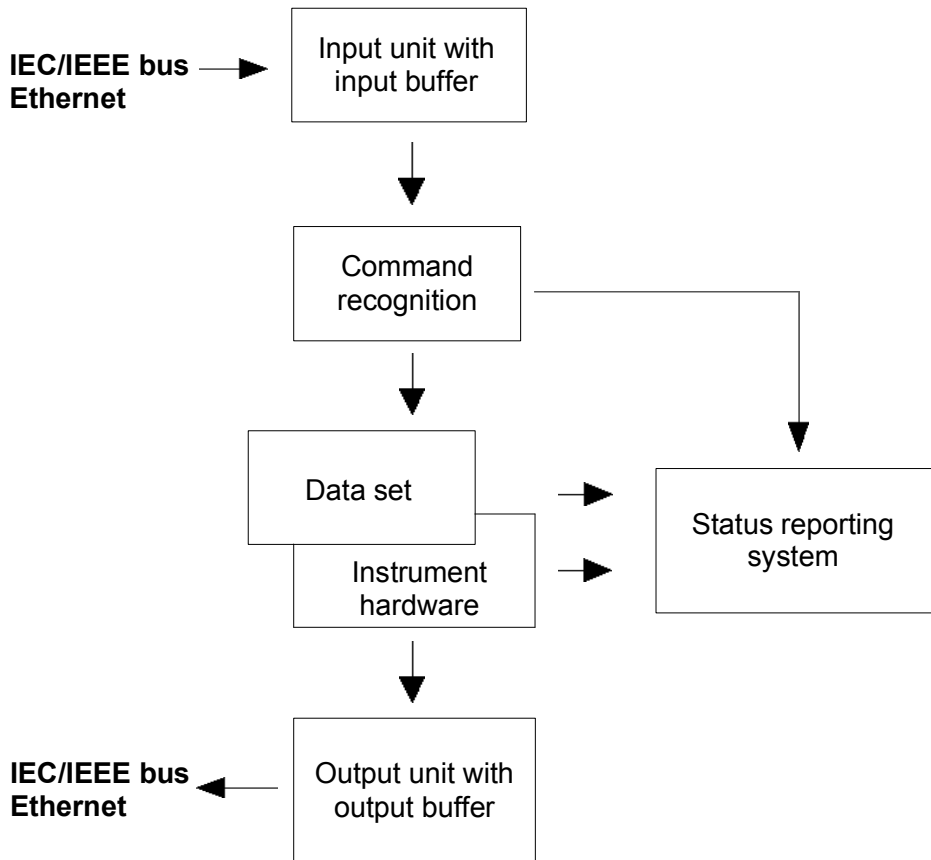 Input unit with
input buffer
IEC/IEEE bus
Ethernet
Command
recognition
Data set
Status reporting
system
Instrument
hardware
IEC/IEEE bus
Ethernet
Output unit with
output buffer